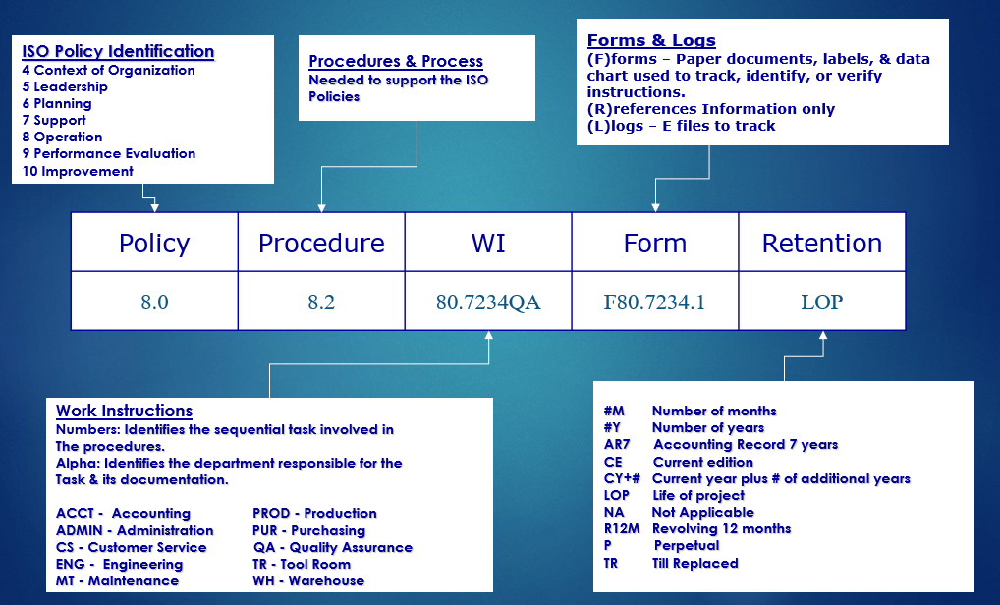 ISO Policy Identification
4 Context of Organization
5 Leadership
6 Planning
7 Support
8 Operation
9 Performance Evaluation
10 Improvement
Procedures & Process
Needed to support the ISO
Policies
Forms & Logs
(F)forms – Paper documents, labels, & data
chart used to track, identify, or verify
instructions.
(R)references Information only
(L)logs – E files to track
Policy Procedure WI Form Retention
8.0 8.2 80.7234QA F80.7234.1 LOP
Work Instructions
Numbers: Identifies the sequential task involved in
The procedures.
Alpha: Identifies the department responsible for the
Task & its documentation.
ACCT - Accounting PROD - Production
ADMIN - Administration PUR - Purchasing
CS - Customer Service QA - Quality Assurance
ENG - Engineering TR - Tool Room
MT - Maintenance WH - Warehouse
#M Number of months
#Y Number of years
AR7 Accounting Record 7 years
CE Current edition
CY+# Current year plus # of additional years
LOP Life of project
NA Not Applicable
R12M Revolving 12 months
P Perpetual
TR Till Replaced